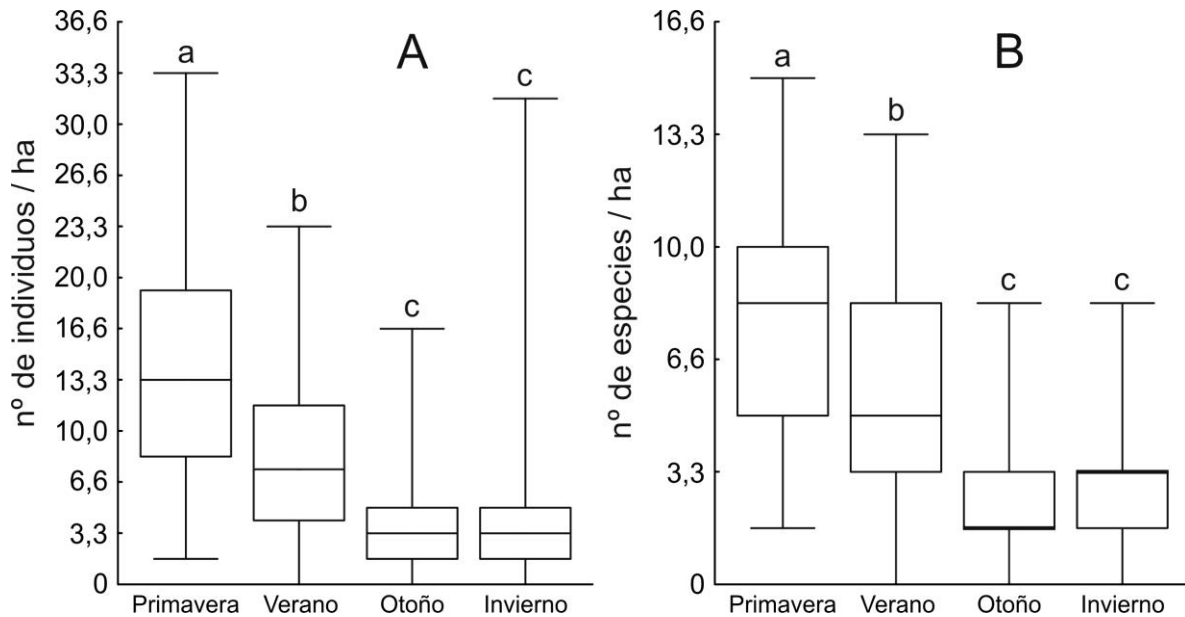 A
nº de individuos / ha
36,6
33,3
30,0
26,6
23,3
20,0
16,6
13,3
10,0
6,6
3,3
0
a
b
c
c
Primavera Verano Otoño Invierno
B
nº de especies / ha
16,6
13,3
10,0
6,6
3,3
0
a
b
c
c
Primavera Verano Otoño Invierno